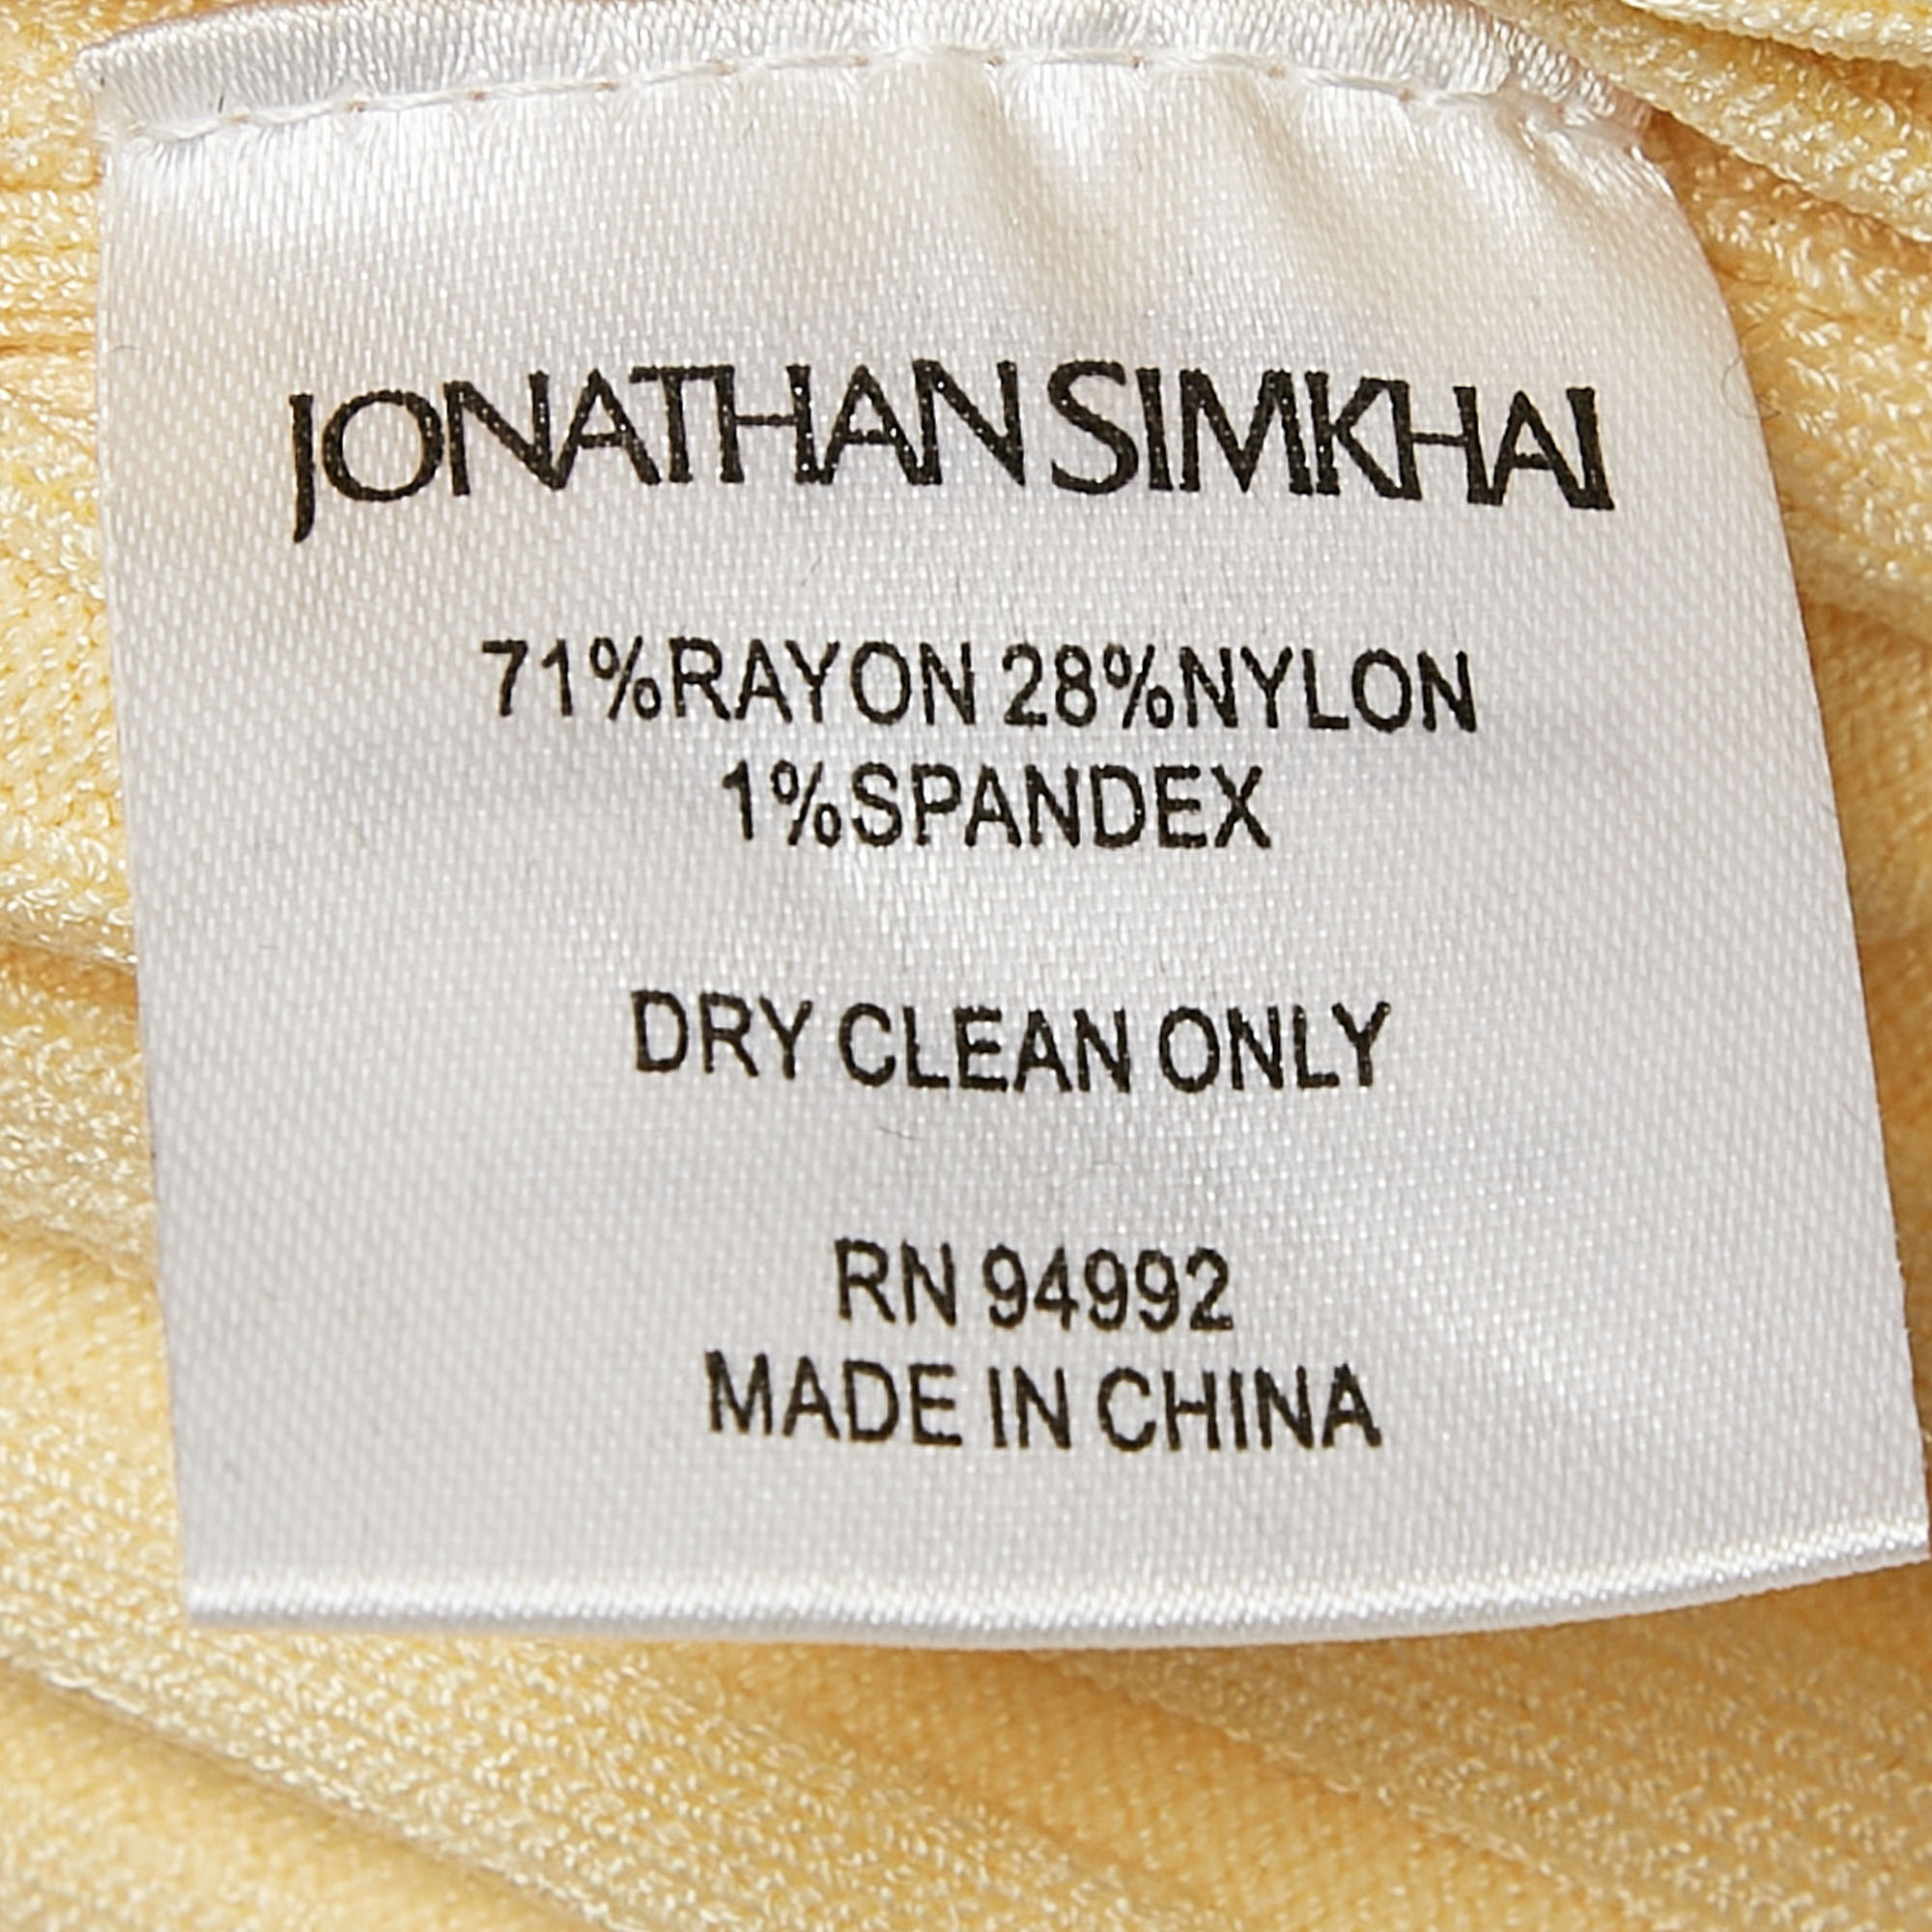 JONATHAN SIMKHAI
71%RAYON 28%NYLON
1%SPANDEX
DRY CLEAN ONLY
RN 94992
MADE IN CHINA